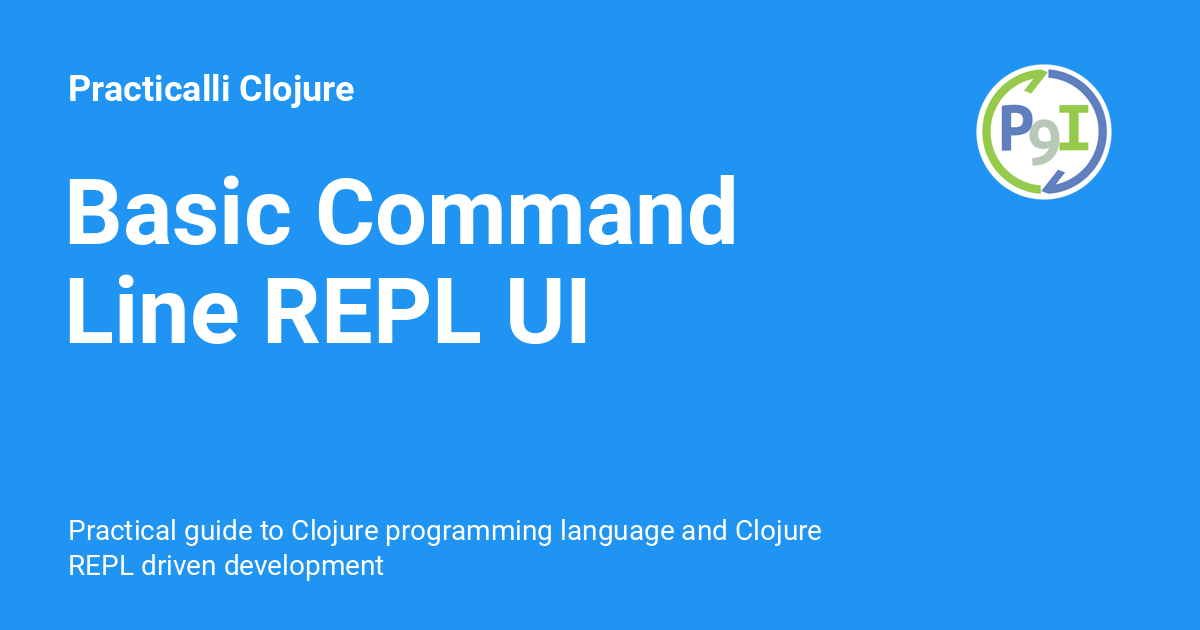 Practicalli Clojure
P9I
Basic Command
Line REPL UI
Practical guide to Clojure programming language and Clojure
REPL driven development